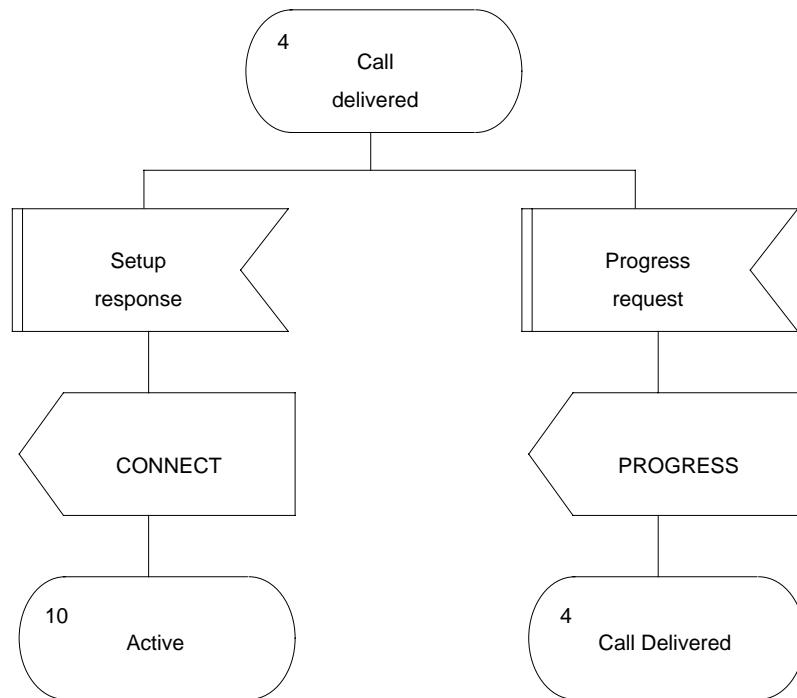 4
Call
delivered
Setup
response
Progress
request
CONNECT
PROGRESS
10
Active
4
Call Delivered